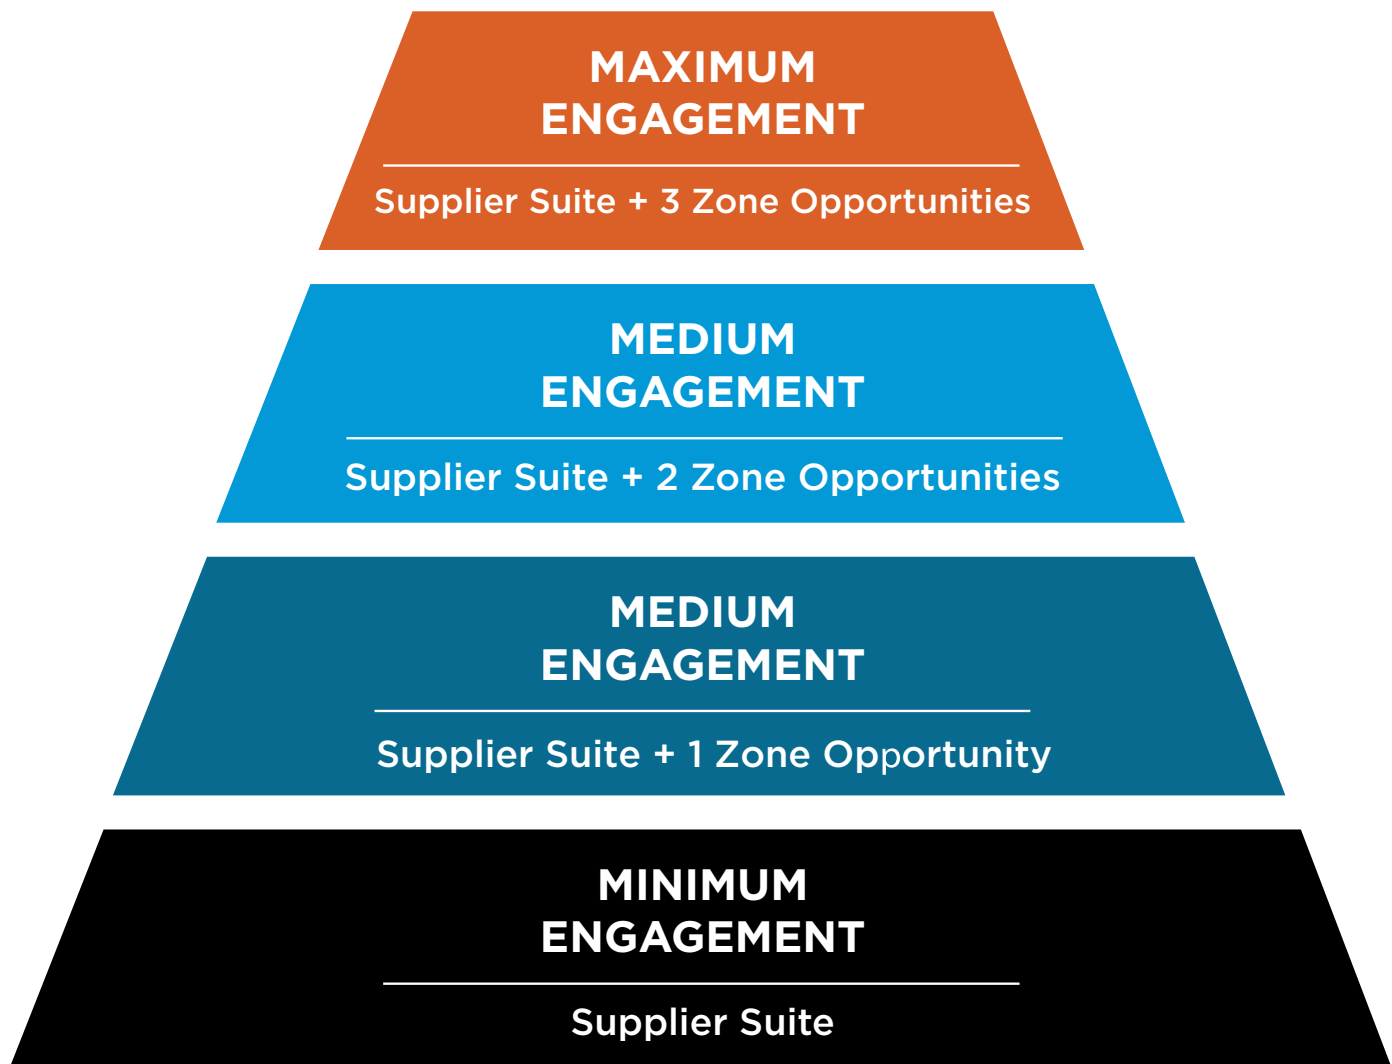 MAXIMUM
ENGAGEMENT
Supplier Suite + 3 Zone Opportunities
MEDIUM
ENGAGEMENT
Supplier Suite + 2 Zone Opportunities
MEDIUM
ENGAGEMENT
Supplier Suite + 1 Zone Opportunity
MINIMUM
ENGAGEMENT
Supplier Suite